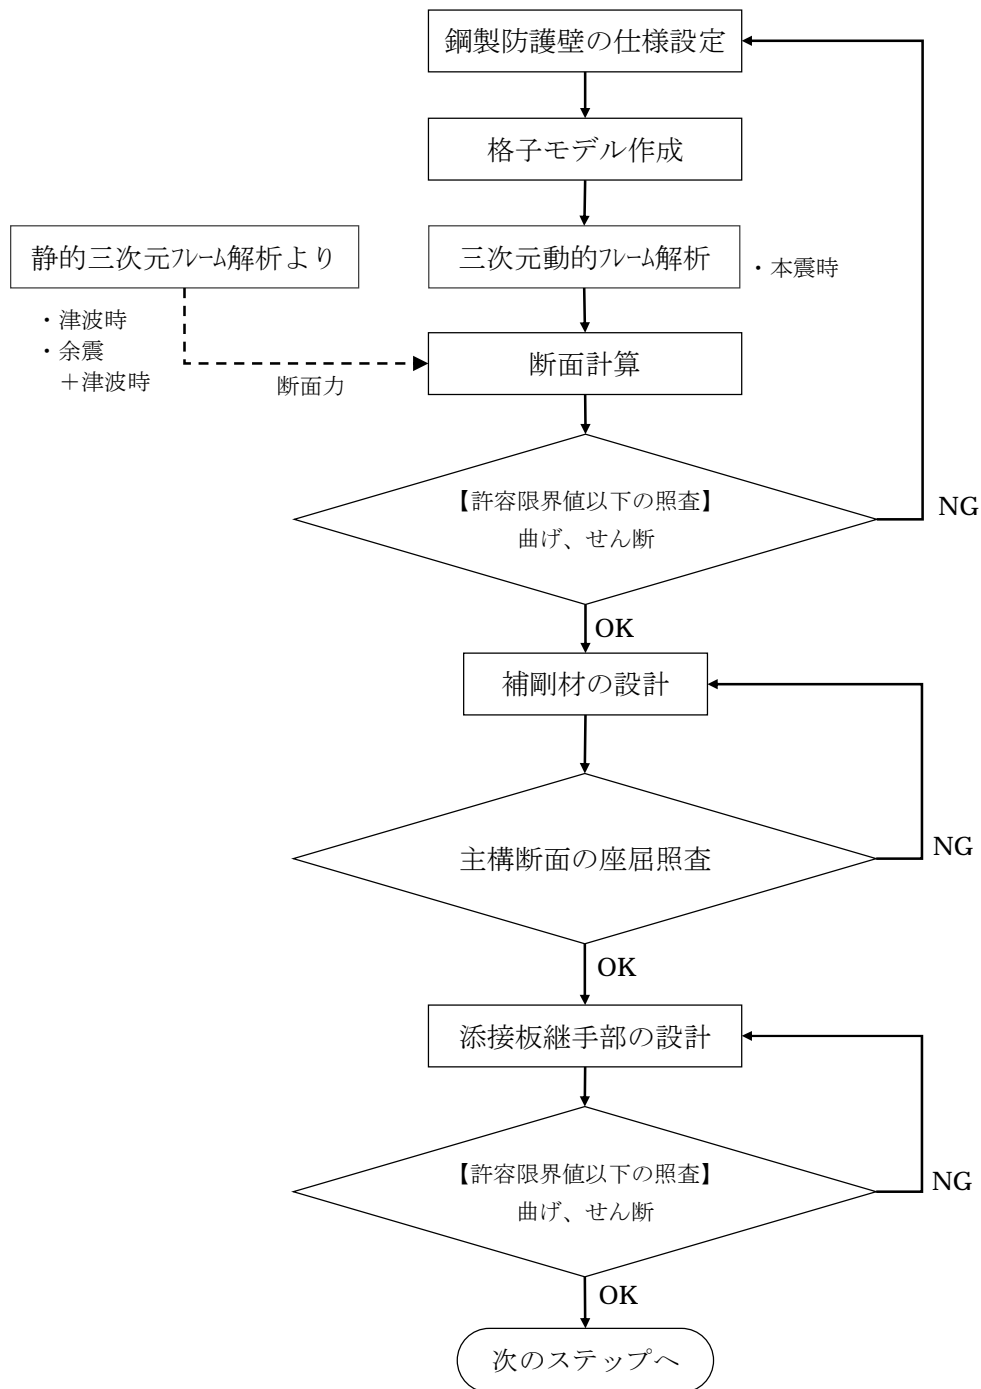 鋼製防護壁の仕様設定
格子モデル作成
静的三次元ﾌﾚｰﾑ解析より
三次元動的ﾌﾚｰﾑ解析
・本震時
・津波時
・余震
＋津波時
断面力
断面計算
【許容限界値以下の照査】
曲げ、せん断
NG
OK
補剛材の設計
主構断面の座屈照査
NG
OK
添接板継手部の設計
【許容限界値以下の照査】
曲げ、せん断
NG
OK
次のステップへ